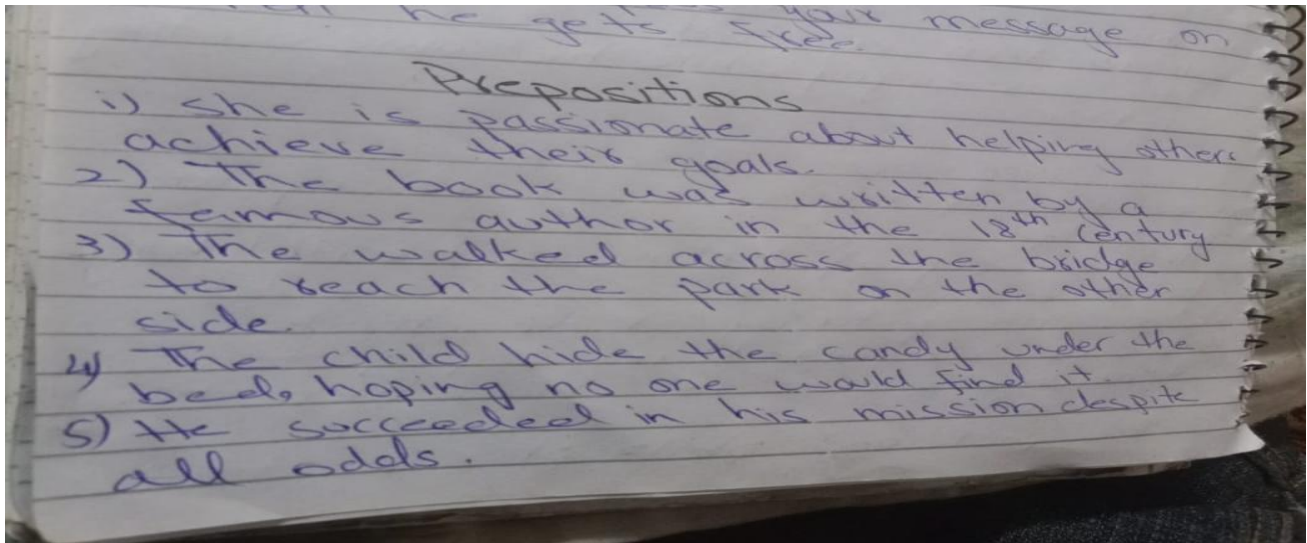 he gets your message on
free.
Prepositions
i) She is passionate about helping others
achieve their goals.
2) The book was written by a
famous author in the 18th century
3) The walked across the bridge
to reach the park on the other
side.
4) The child hide the candy under the
bed, hoping no one would find it.
5) He succeeded in his mission despite
all odds.